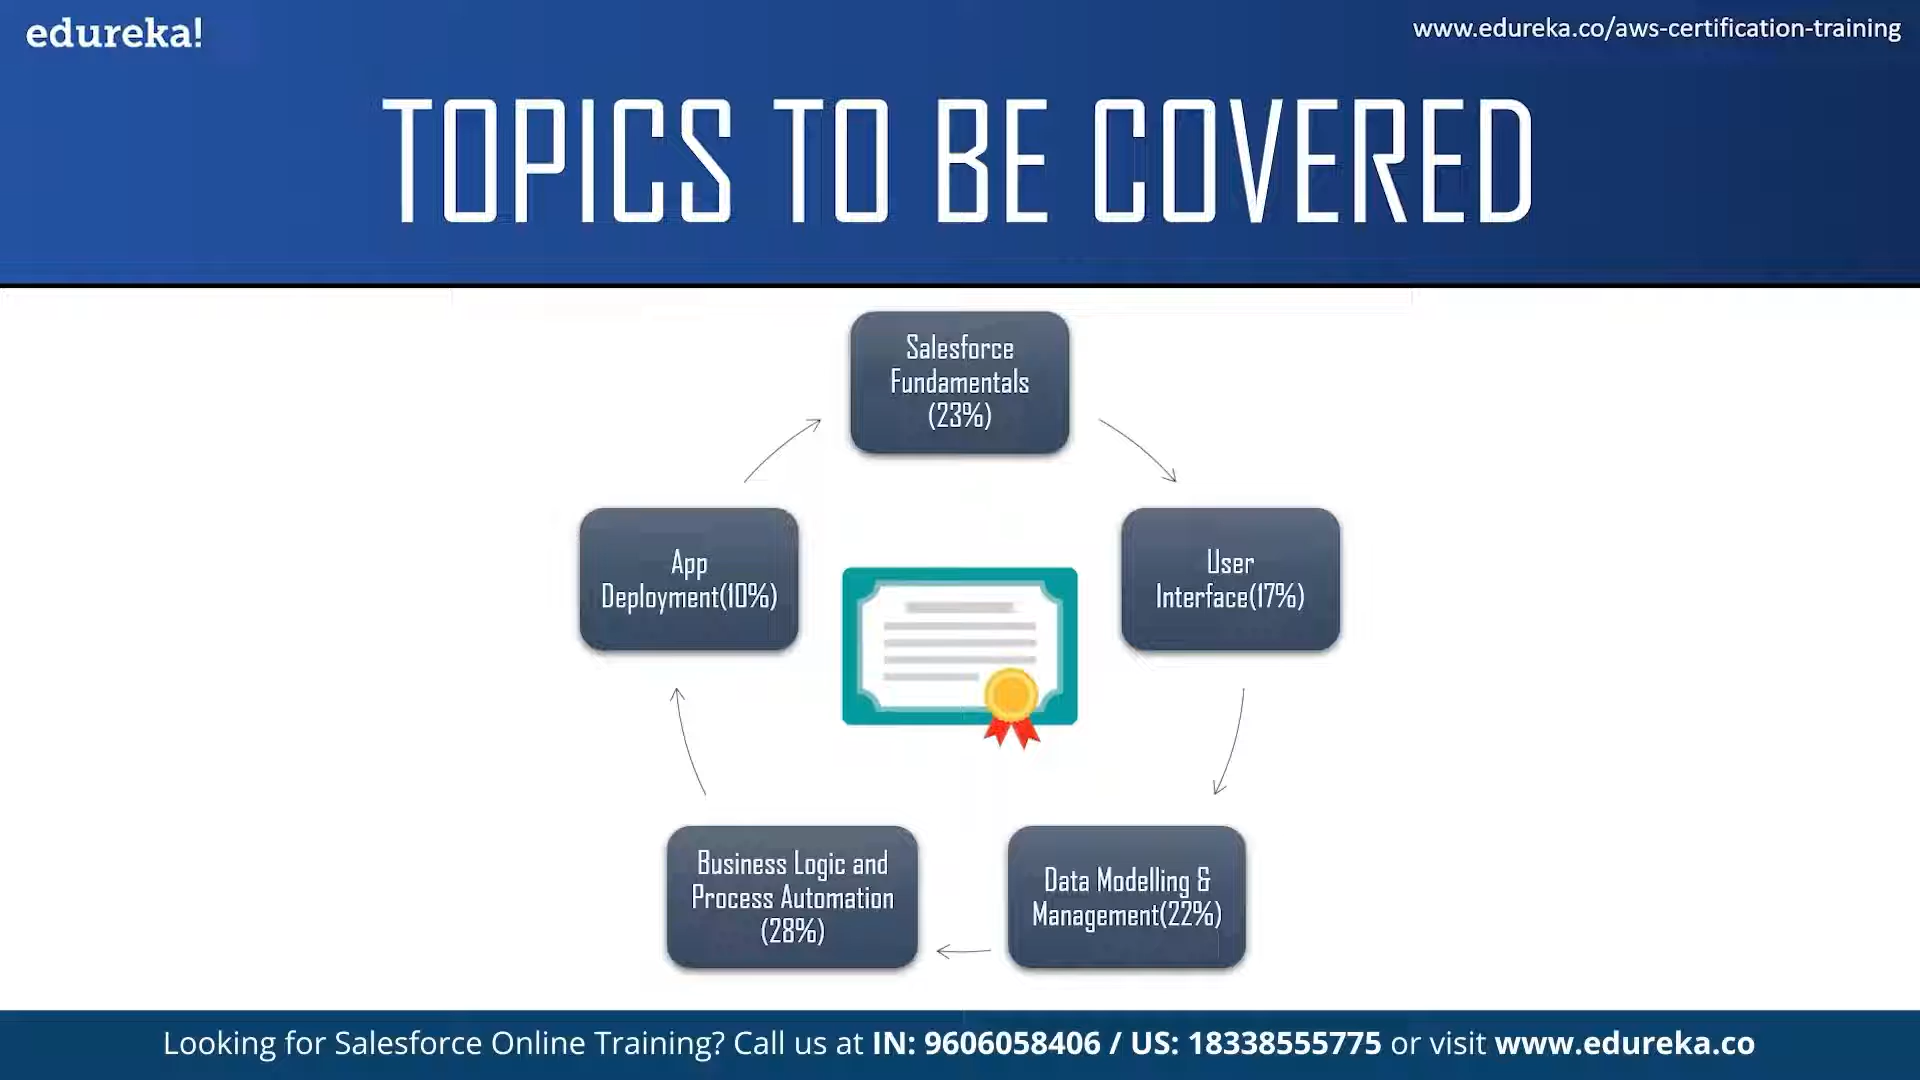 edureka!
www.edureka.co/aws-certification-training
TOPICS TO BE COVERED
Salesforce
Fundamentals
(23%)
User
Interface(17%)
Data Modelling &
Management(22%)
Business Logic and
Process Automation
(28%)
App
Deployment(10%)
Looking for Salesforce Online Training? Call us at IN: 9606058406 / US: 18338555775 or visit www.edureka.co